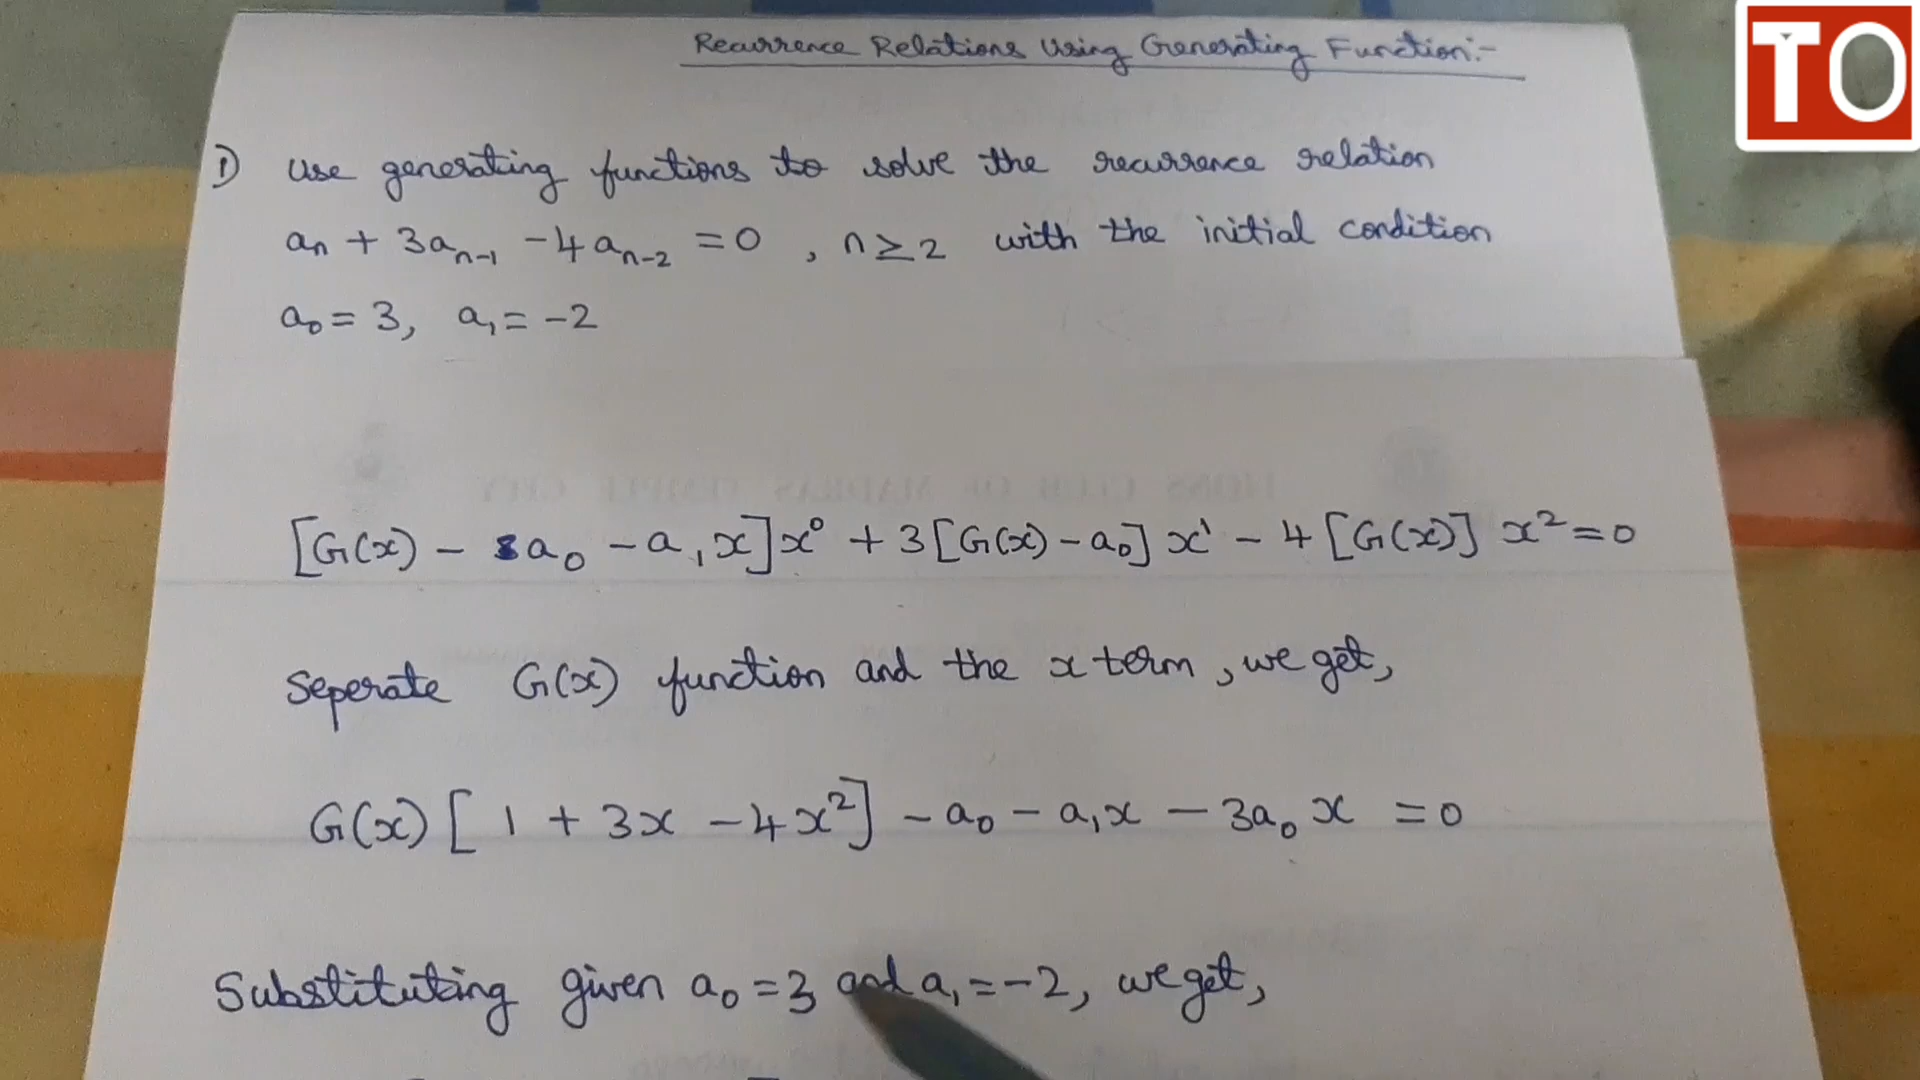 Recurrence Relations Using Generating Function:-
TO
1) Use generating functions to solve the recurrence relation
aₙ + 3aₙ₋₁ - 4aₙ₋₂ = 0, n ≥ 2 with the initial condition
a₀ = 3, a₁ = -2
[G(x) - a₀ - a₁x]x⁰ + 3[G(x) - a₀]x¹ - 4[G(x)]x² = 0
Seperate G(x) function and the x term, we get,
G(x)[1 + 3x - 4x²] - a₀ - a₁x - 3a₀x = 0
Substituting given a₀ = 3 and a₁ = -2, we get,